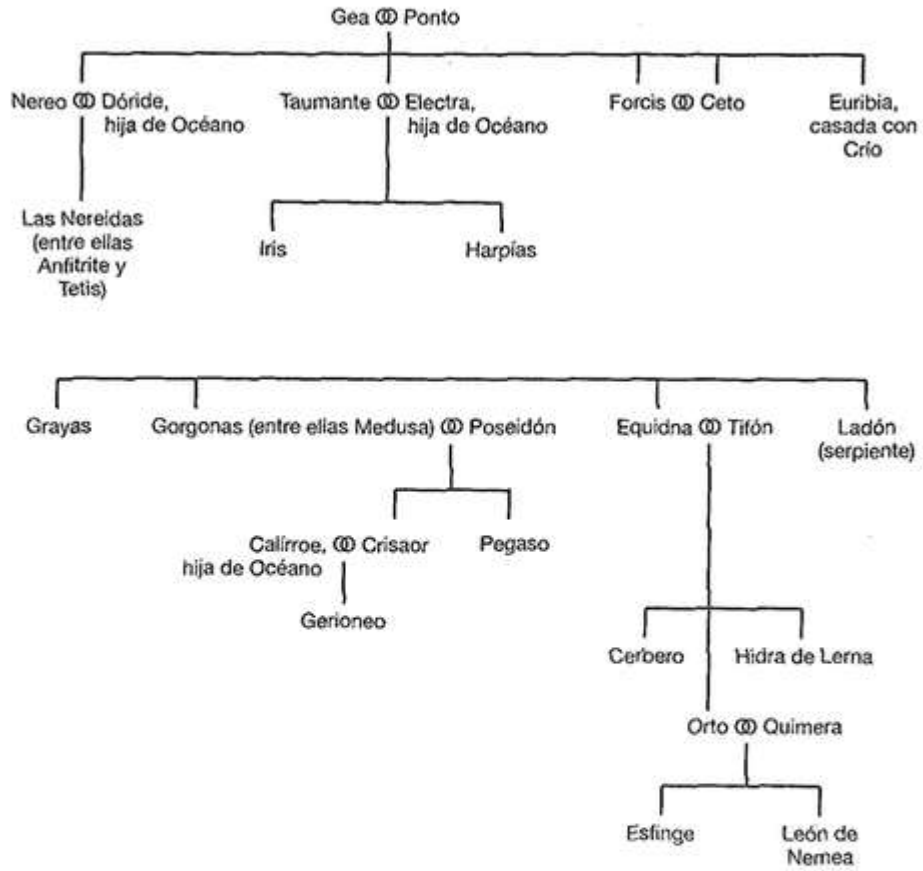 Gea ⚭ Ponto
Nereo ⚭ Dóride,
hija de Océano
Taumante ⚭ Electra,
hija de Océano
Forcis ⚭ Ceto
Euribia,
casada con
Crío
Las Nereidas
(entre ellas
Anfitrite y
Tetis)
Iris
Harpías
Grayas
Gorgonas (entre ellas Medusa) ⚭ Poseidón
Equidna ⚭ Tifón
Ladón
(serpiente)
Calírroe, ⚭ Crisaor
hija de Océano
Pegaso
Gerioneo
Cerbero
Hidra de Lerna
Orto ⚭ Quimera
Esfinge
León de
Nemea